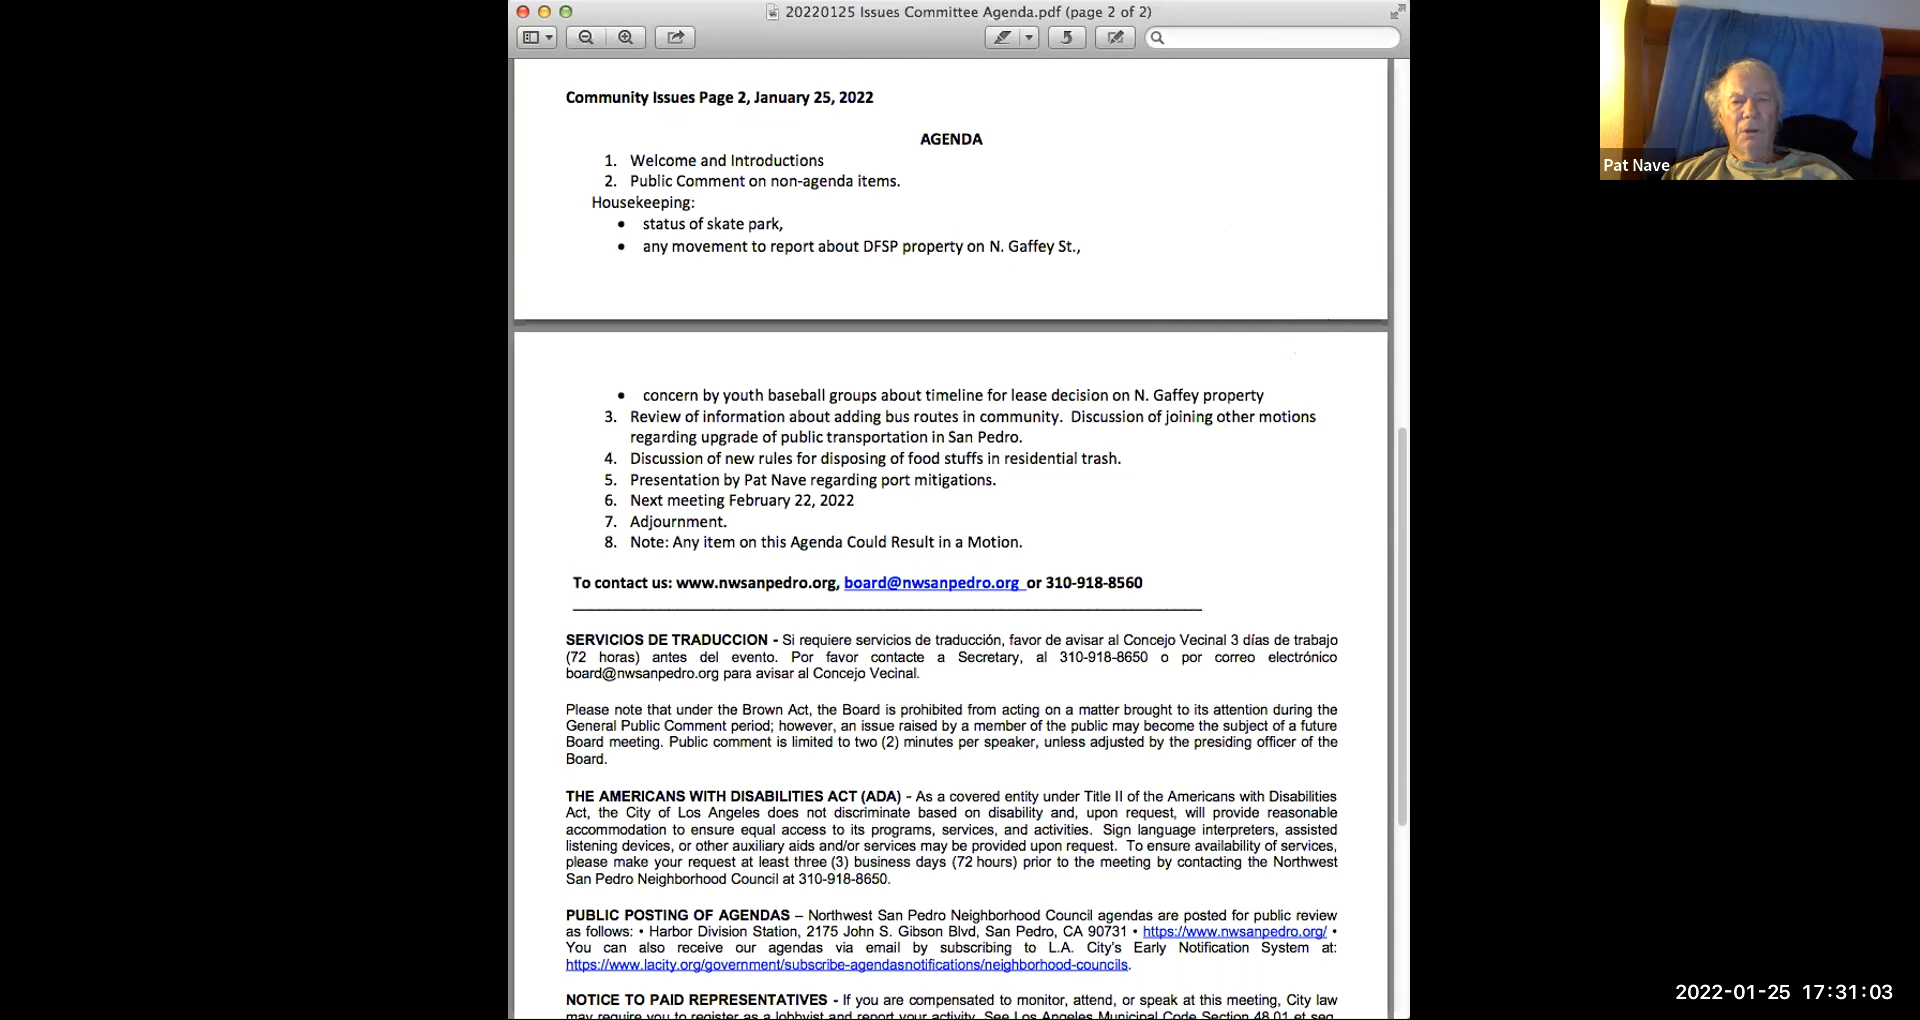 20220125 Issues Committee Agenda.pdf (page 2 of 2)
Community Issues Page 2, January 25, 2022
AGENDA
1. Welcome and Introductions
2. Public Comment on non-agenda items.
Housekeeping:
• status of skate park,
• any movement to report about DFSP property on N. Gaffey St.,
• concern by youth baseball groups about timeline for lease decision on N. Gaffey property
3. Review of information about adding bus routes in community. Discussion of joining other motions
regarding upgrade of public transportation in San Pedro.
4. Discussion of new rules for disposing of food stuffs in residential trash.
5. Presentation by Pat Nave regarding port mitigations.
6. Next meeting February 22, 2022
7. Adjournment.
8. Note: Any item on this Agenda Could Result in a Motion.
To contact us: www.nwsanpedro.org, board@nwsanpedro.org or 310-918-8560
SERVICIOS DE TRADUCCION - Si requiere servicios de traducción, favor de avisar al Concejo Vecinal 3 días de trabajo
(72 horas) antes del evento. Por favor contacte a Secretary, al 310-918-8650 o por correo electrónico
board@nwsanpedro.org para avisar al Concejo Vecinal.
Please note that under the Brown Act, the Board is prohibited from acting on a matter brought to its attention during the
General Public Comment period; however, an issue raised by a member of the public may become the subject of a future
Board meeting. Public comment is limited to two (2) minutes per speaker, unless adjusted by the presiding officer of the
Board.
THE AMERICANS WITH DISABILITIES ACT (ADA) - As a covered entity under Title II of the Americans with Disabilities
Act, the City of Los Angeles does not discriminate based on disability and, upon request, will provide reasonable
accommodation to ensure equal access to its programs, services, and activities. Sign language interpreters, assisted
listening devices, or other auxiliary aids and/or services may be provided upon request. To ensure availability of services,
please make your request at least three (3) business days (72 hours) prior to the meeting by contacting the Northwest
San Pedro Neighborhood Council at 310-918-8650.
PUBLIC POSTING OF AGENDAS – Northwest San Pedro Neighborhood Council agendas are posted for public review
as follows: • Harbor Division Station, 2175 John S. Gibson Blvd, San Pedro, CA 90731 • https://www.nwsanpedro.org/ •
You can also receive our agendas via email by subscribing to L.A. City's Early Notification System at:
https://www.lacity.org/government/subscribe-agendasnotifications/neighborhood-councils.
NOTICE TO PAID REPRESENTATIVES - If you are compensated to monitor, attend, or speak at this meeting, City law
may require you to register as a lobbyist and report your activity. See Los Angeles Municipal Code Section 48.01 et seq.
Pat Nave
2022-01-25 17:31:03